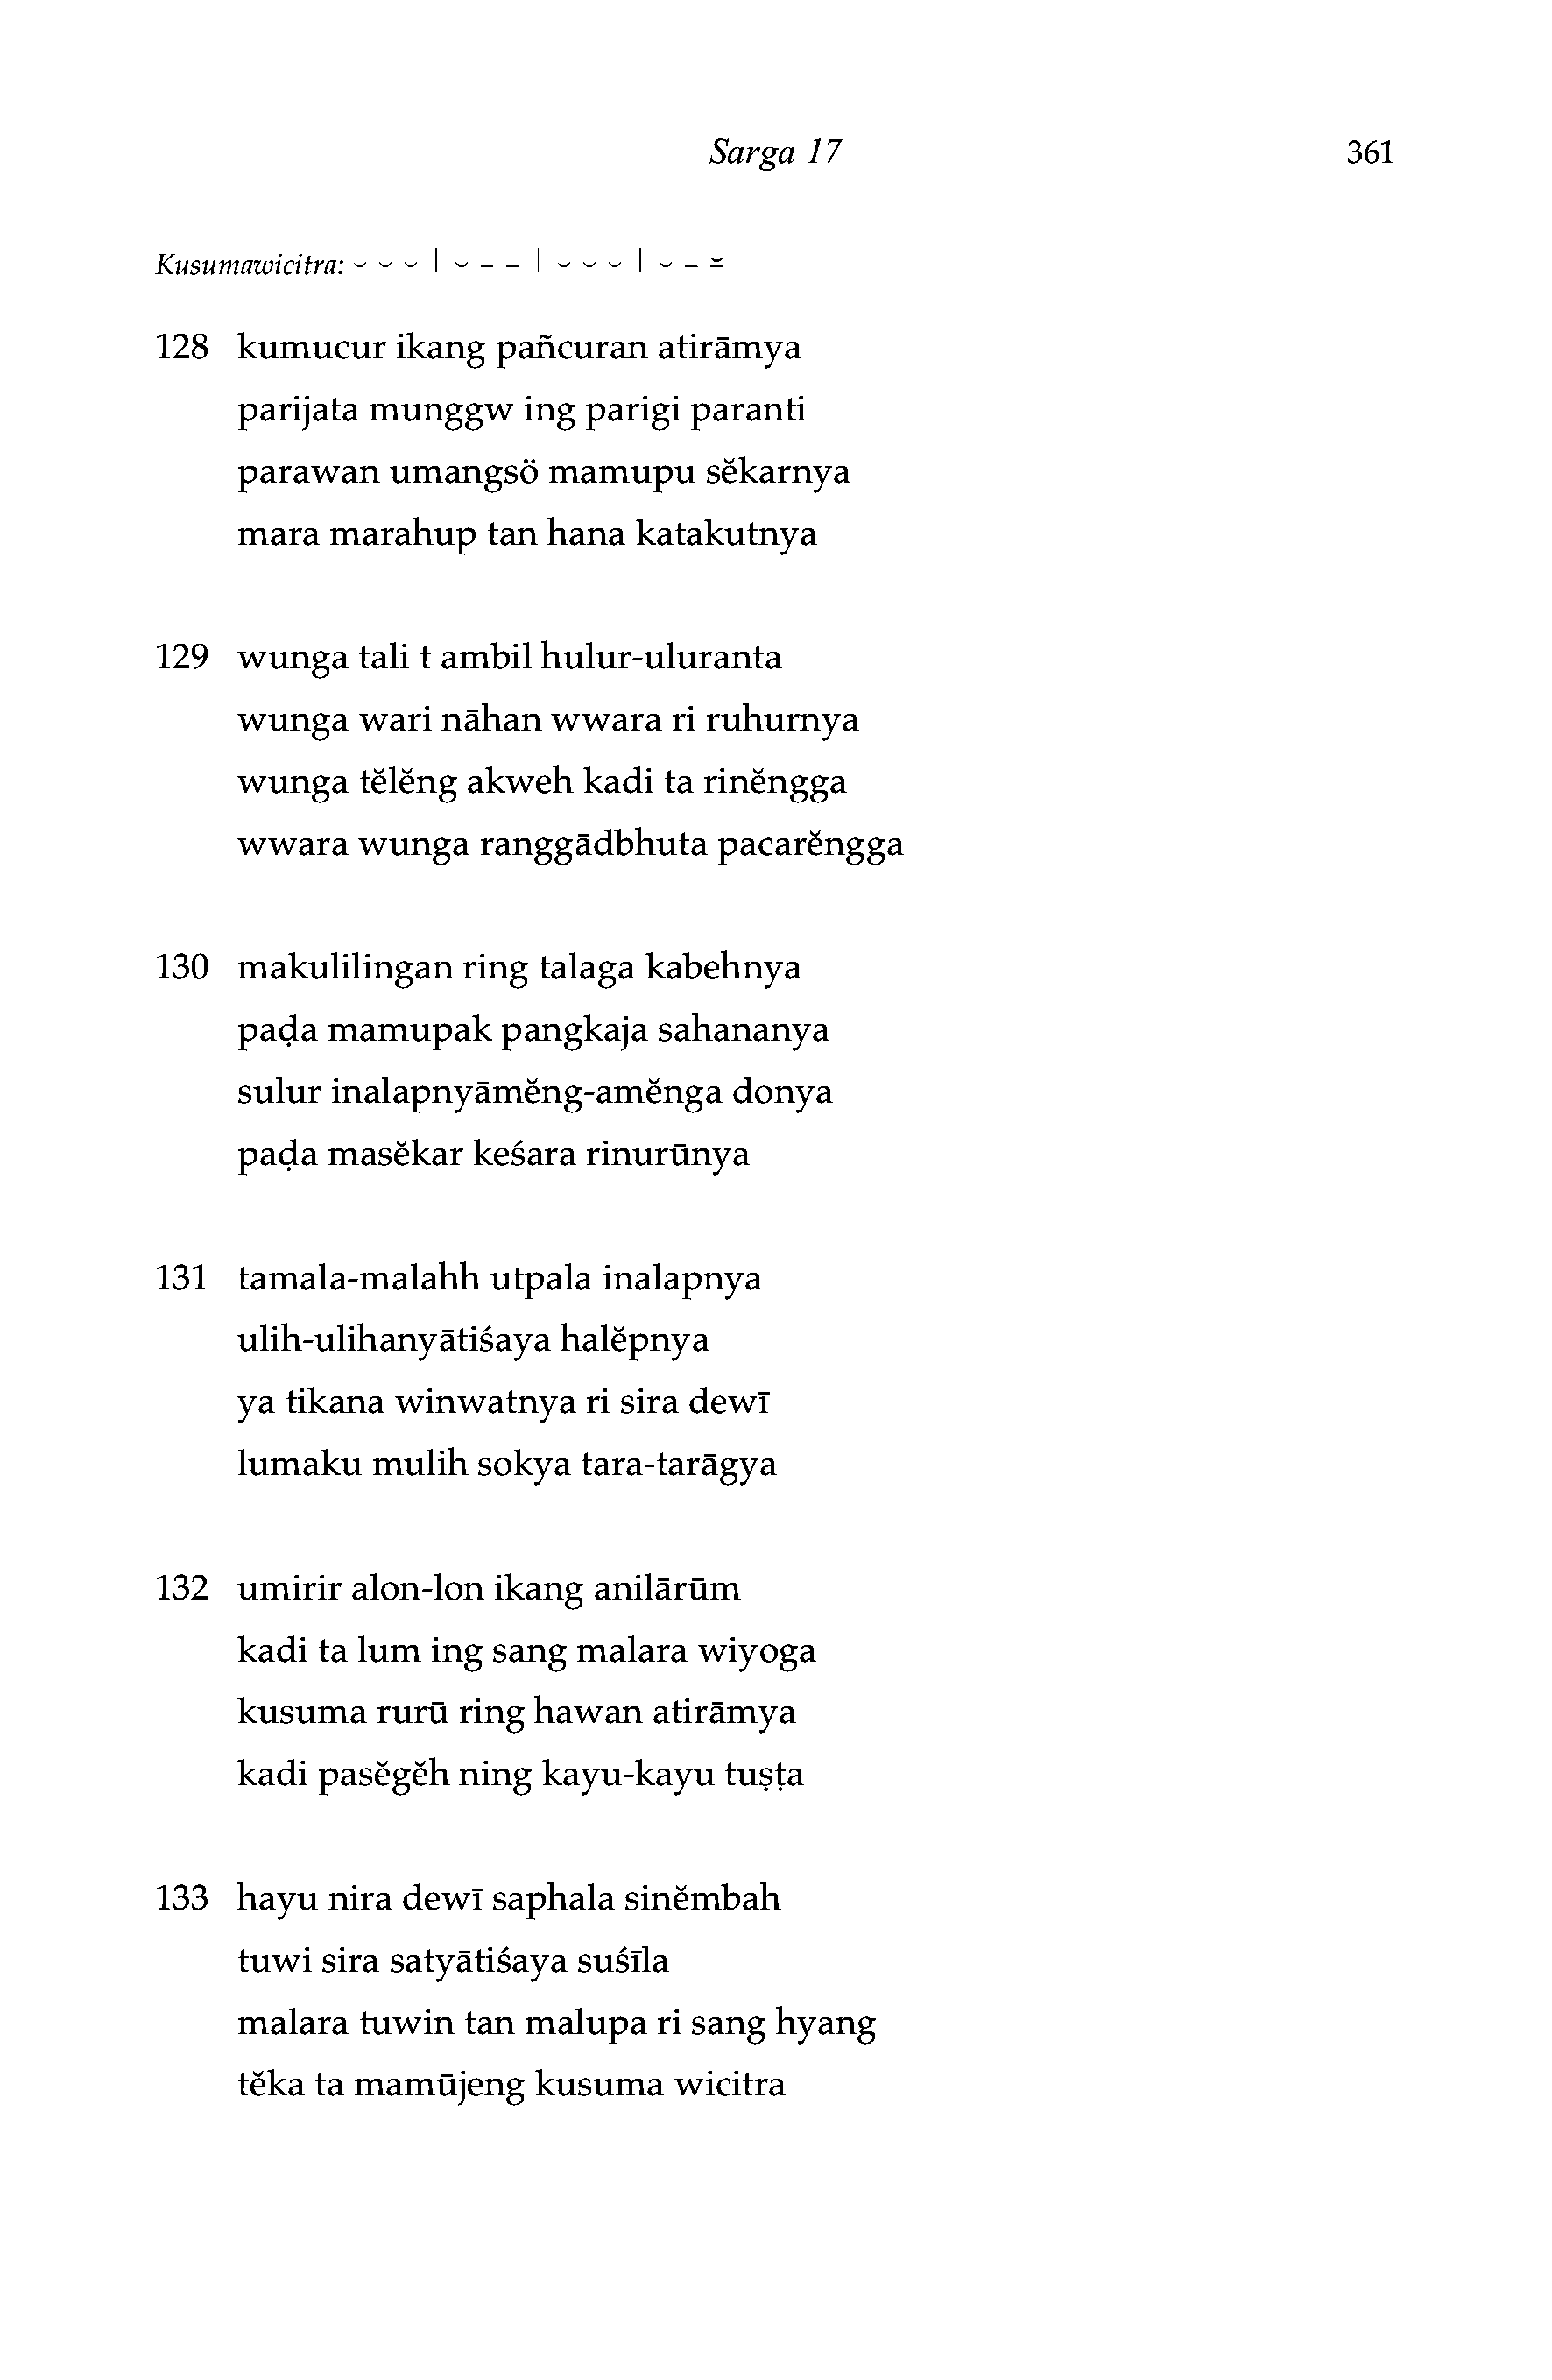 Sarga 17 361
Kusumawicitra: ⏑ ⏑ ⏑ | ⏑ – – | ⏑ ⏑ ⏑ | ⏑ – ⏓
128 kumucur ikang pañcuran atirāmya
parijata munggw ing parigi paranti
parawan umangsö mamupu sĕkarnya
mara marahup tan hana katakutnya
129 wunga tali t ambil hulur-uluranta
wunga wari nāhan wwara ri ruhurnya
wunga tĕlĕng akweh kadi ta rinĕngga
wwara wunga ranggādbhuta pacarĕngga
130 makulilingan ring talaga kabehnya
paḍa mamupak pangkaja sahananya
sulur inalapnyāmĕng-amĕnga donya
paḍa masĕkar keśara rinurūnya
131 tamala-malahh utpala inalapnya
ulih-ulihanyātiśaya halĕpnya
ya tikana winwatnya ri sira dewī
lumaku mulih sokya tara-tarāgya
132 umirir alon-lon ikang anilārūm
kadi ta lum ing sang malara wiyoga
kusuma rurū ring hawan atirāmya
kadi pasĕgĕh ning kayu-kayu tuṣṭa
133 hayu nira dewī saphala sinĕmbah
tuwi sira satyātiśaya suśīla
malara tuwin tan malupa ri sang hyang
tĕka ta mamūjeng kusuma wicitra